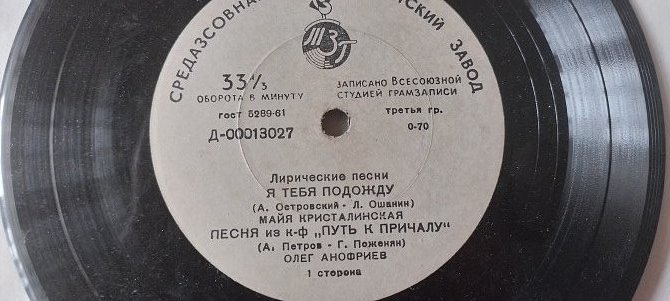 СРЕДАЗСОВНА
СКИЙ ЗАВОД
ТЗГ
33⅓
ОБОРОТА В МИНУТУ
ГОСТ 5289-61
Д-00013027
ЗАПИСАНО ВСЕСОЮЗНОЙ
СТУДИЕЙ ГРАМЗАПИСИ
третья гр.
0-70
Лирические песни
Я ТЕБЯ ПОДОЖДУ
(А. Островский - Л. Ошанин)
МАЙЯ КРИСТАЛИНСКАЯ
ПЕСНЯ из к-ф „ПУТЬ К ПРИЧАЛУ"
(А. Петров - Г. Поженян)
ОЛЕГ АНОФРИЕВ
1 сторона